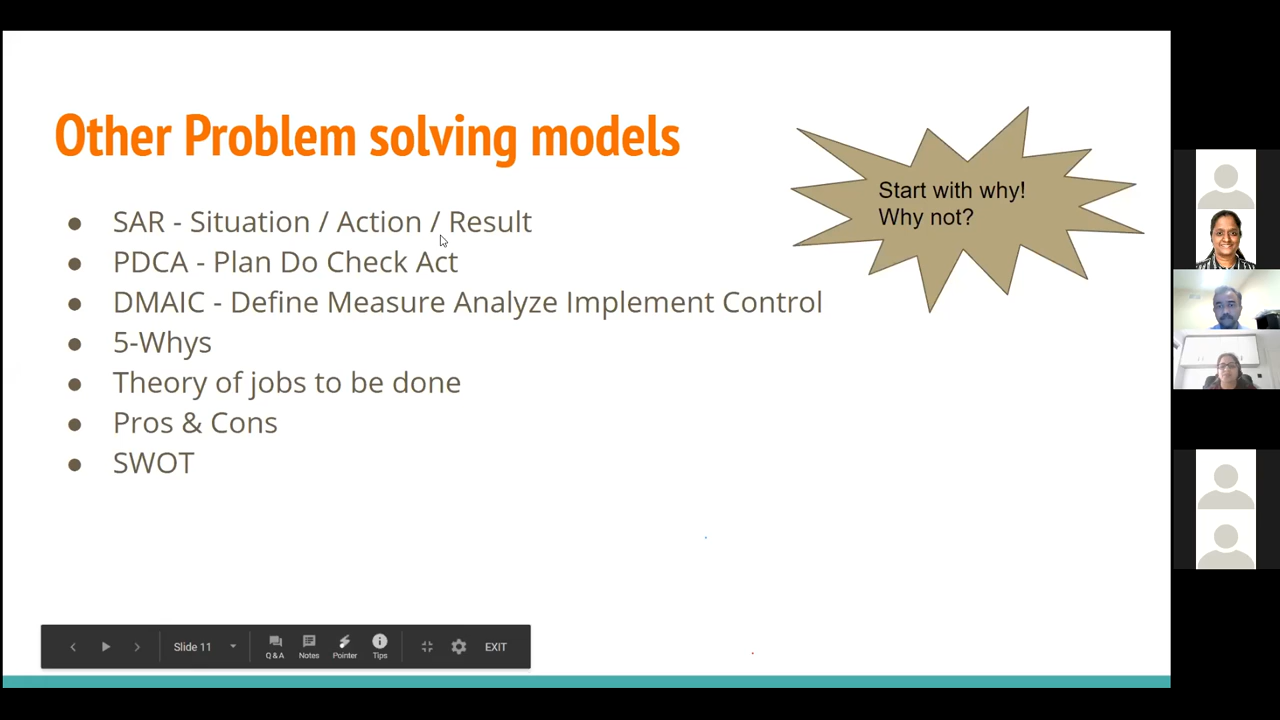 Other Problem solving models
Start with why!
Why not?
● SAR - Situation / Action / Result
● PDCA - Plan Do Check Act
● DMAIC - Define Measure Analyze Implement Control
● 5-Whys
● Theory of jobs to be done
● Pros & Cons
● SWOT
Slide 11
Q & A
Notes
Pointer
Tips
EXIT